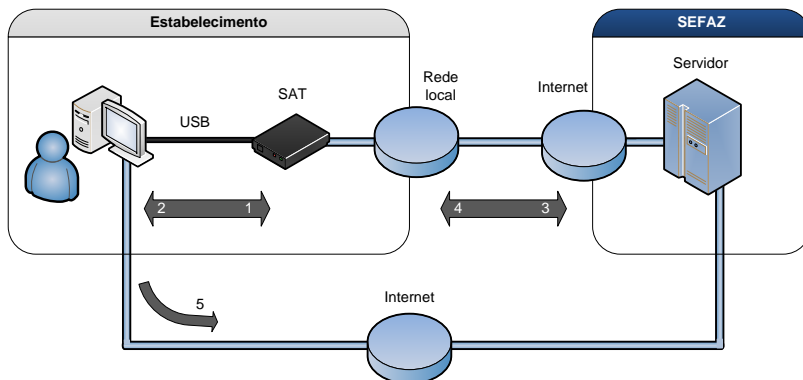 Estabelecimento
SEFAZ
Servidor
Rede
local
Internet
SAT
USB
2
1
4
3
5
Internet